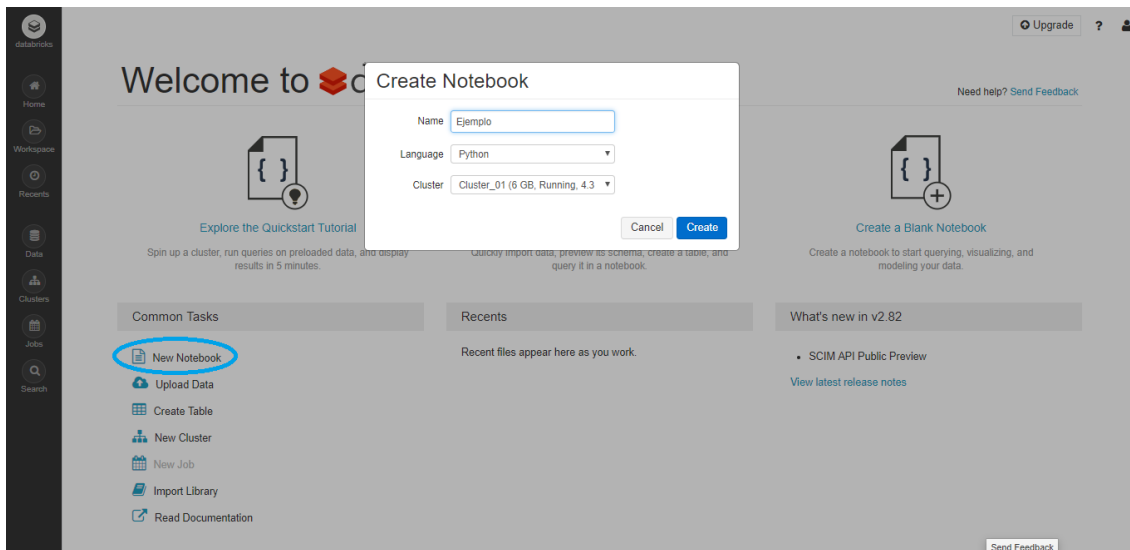 databricks
Home
Workspace
Recents
Data
Clusters
Jobs
Search
Upgrade
?
Welcome to
Need help? Send Feedback
Create Notebook
Name Ejemplo
Language Python
Cluster Cluster_01 (6 GB, Running, 4.3
Cancel Create
Explore the Quickstart Tutorial
Spin up a cluster, run queries on preloaded data, and display
results in 5 minutes.
Quickly import data, preview its schema, create a table, and
query it in a notebook.
Create a Blank Notebook
Create a notebook to start querying, visualizing, and
modeling your data.
Common Tasks
New Notebook
Upload Data
Create Table
New Cluster
New Job
Import Library
Read Documentation
Recents
Recent files appear here as you work.
What's new in v2.82
• SCIM API Public Preview
View latest release notes
Send Feedback